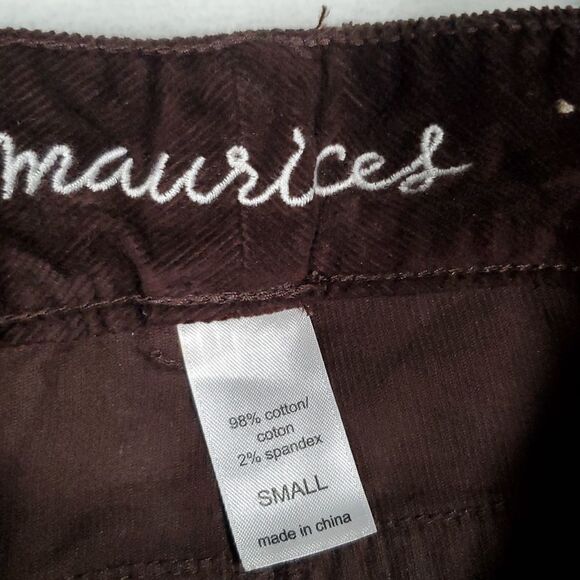 maurices
98% cotton/
coton
2% spandex
SMALL
made in china